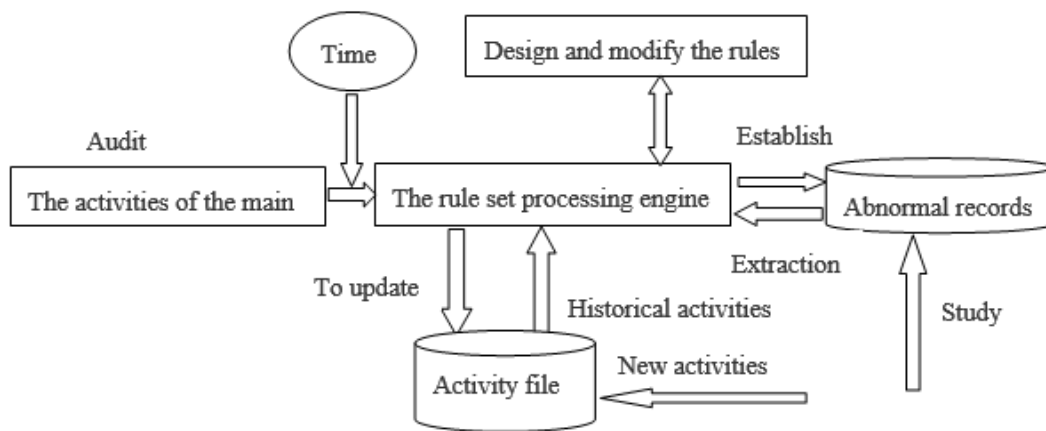 Time
Design and modify the rules
Audit
Establish
The activities of the main
The rule set processing engine
Abnormal records
Extraction
To update
Historical activities
Study
New activities
Activity file